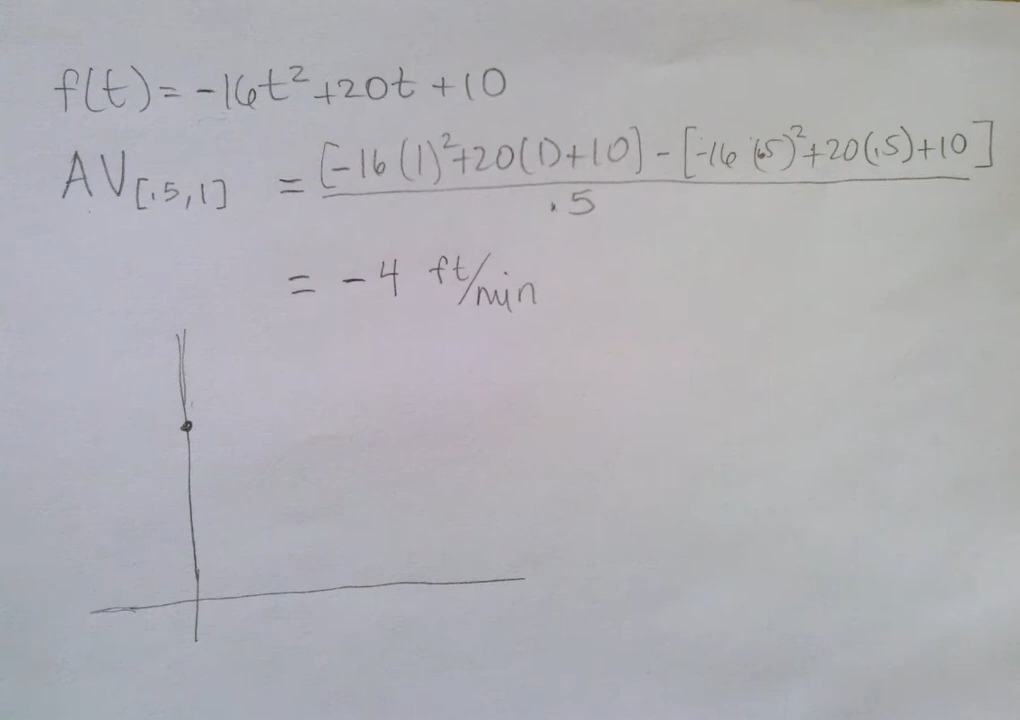 f(t) = -16t²+20t+10
AV[.5,1] = [-16(1)²+20(1)+10] - [-16(.5)²+20(.5)+10]
.5
= -4 ft/min